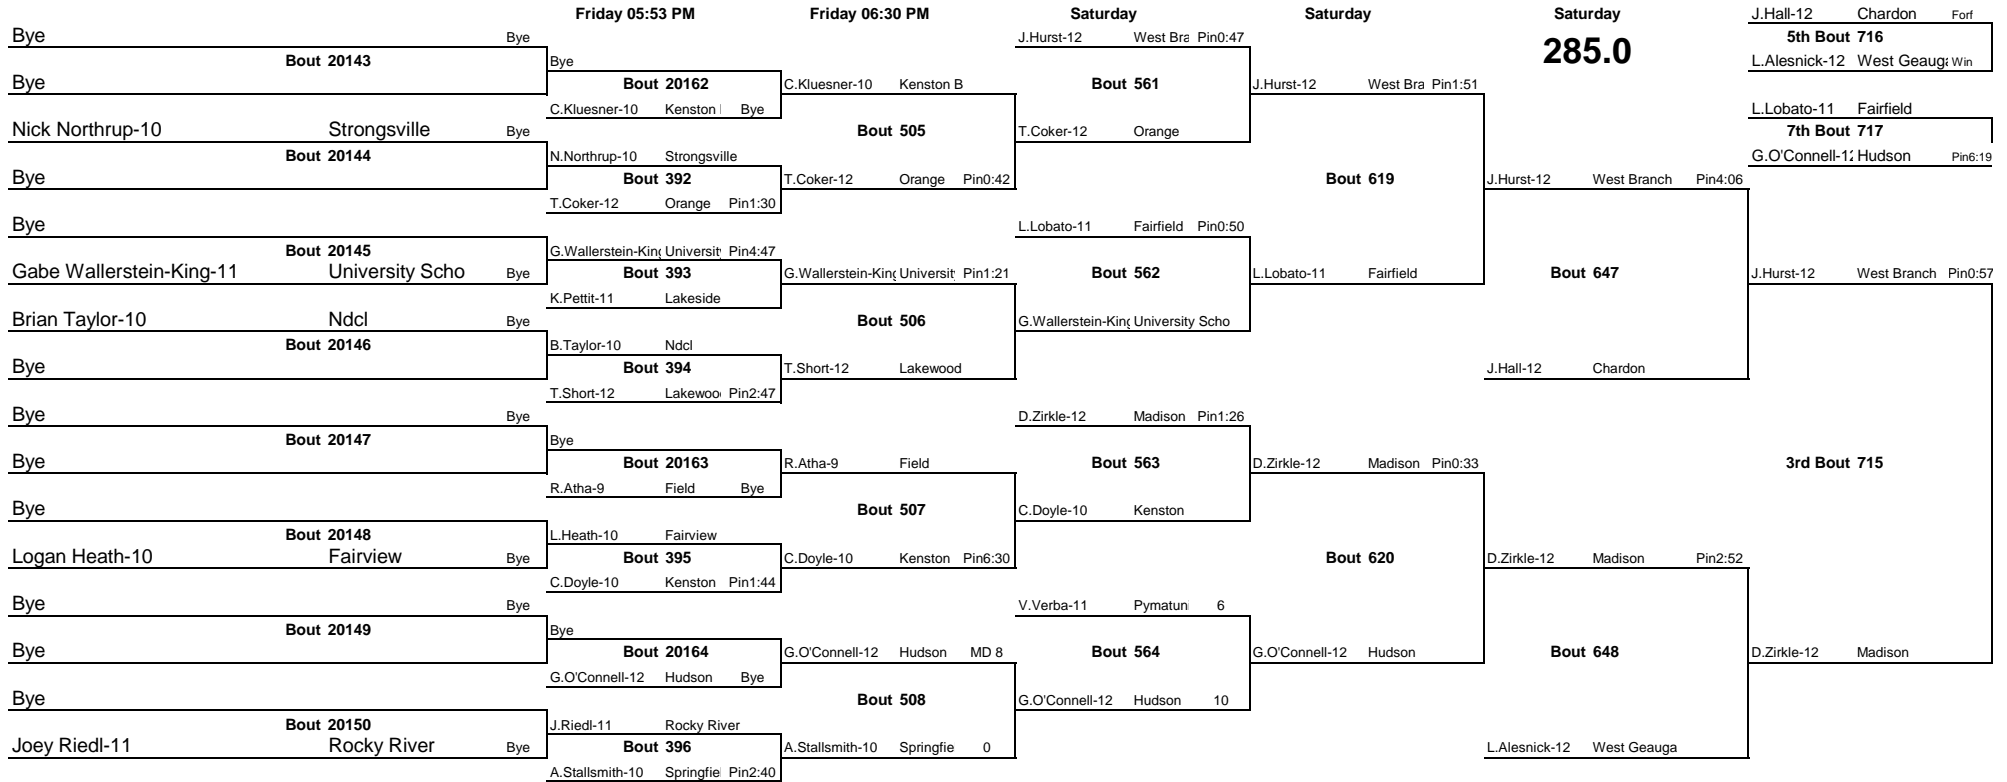 Friday 05:53 PM Friday 06:30 PM Saturday Saturday Saturday
285.0
Bye Bye
Bout 20143
Bye
Nick Northrup-10 Strongsville Bye
Bout 20144
Bye
Bye
Bout 20145
Gabe Wallerstein-King-11 University Scho Bye
Brian Taylor-10 Ndcl Bye
Bout 20146
Bye
Bye Bye
Bout 20147
Bye
Bye
Bout 20148
Logan Heath-10 Fairview Bye
Bye Bye
Bout 20149
Bye
Bye
Bout 20150
Joey Riedl-11 Rocky River Bye
Bye
Bout 20162
C.Kluesner-10 Kenston Bye
N.Northrup-10 Strongsville
Bout 392
T.Coker-12 Orange Pin1:30
G.Wallerstein-King Universit Pin4:47
Bout 393
K.Pettit-11 Lakeside
B.Taylor-10 Ndcl
Bout 394
T.Short-12 Lakewoo Pin2:47
Bye
Bout 20163
R.Atha-9 Field Bye
L.Heath-10 Fairview
Bout 395
C.Doyle-10 Kenston Pin1:44
Bye
Bout 20164
G.O'Connell-12 Hudson Bye
J.Riedl-11 Rocky River
Bout 396
A.Stallsmith-10 Springfie Pin2:40
C.Kluesner-10 Kenston B
Bout 505
T.Coker-12 Orange Pin0:42
G.Wallerstein-King Universit Pin1:21
Bout 506
T.Short-12 Lakewood
R.Atha-9 Field
Bout 507
C.Doyle-10 Kenston Pin6:30
G.O'Connell-12 Hudson MD 8
Bout 508
A.Stallsmith-10 Springfie 0
J.Hurst-12 West Bra Pin0:47
Bout 561
T.Coker-12 Orange
L.Lobato-11 Fairfield Pin0:50
Bout 562
G.Wallerstein-King University Scho
D.Zirkle-12 Madison Pin1:26
Bout 563
C.Doyle-10 Kenston
V.Verba-11 Pymatuni 6
Bout 564
G.O'Connell-12 Hudson 10
J.Hurst-12 West Bra Pin1:51
Bout 619
L.Lobato-11 Fairfield
D.Zirkle-12 Madison Pin0:33
Bout 620
G.O'Connell-12 Hudson
J.Hurst-12 West Branch Pin4:06
Bout 647
J.Hall-12 Chardon
D.Zirkle-12 Madison Pin2:52
Bout 648
L.Alesnick-12 West Geauga
J.Hurst-12 West Branch Pin0:57
3rd Bout 715
D.Zirkle-12 Madison
J.Hall-12 Chardon Forf
5th Bout 716
L.Alesnick-12 West Geauga Win
L.Lobato-11 Fairfield
7th Bout 717
G.O'Connell-12 Hudson Pin6:19